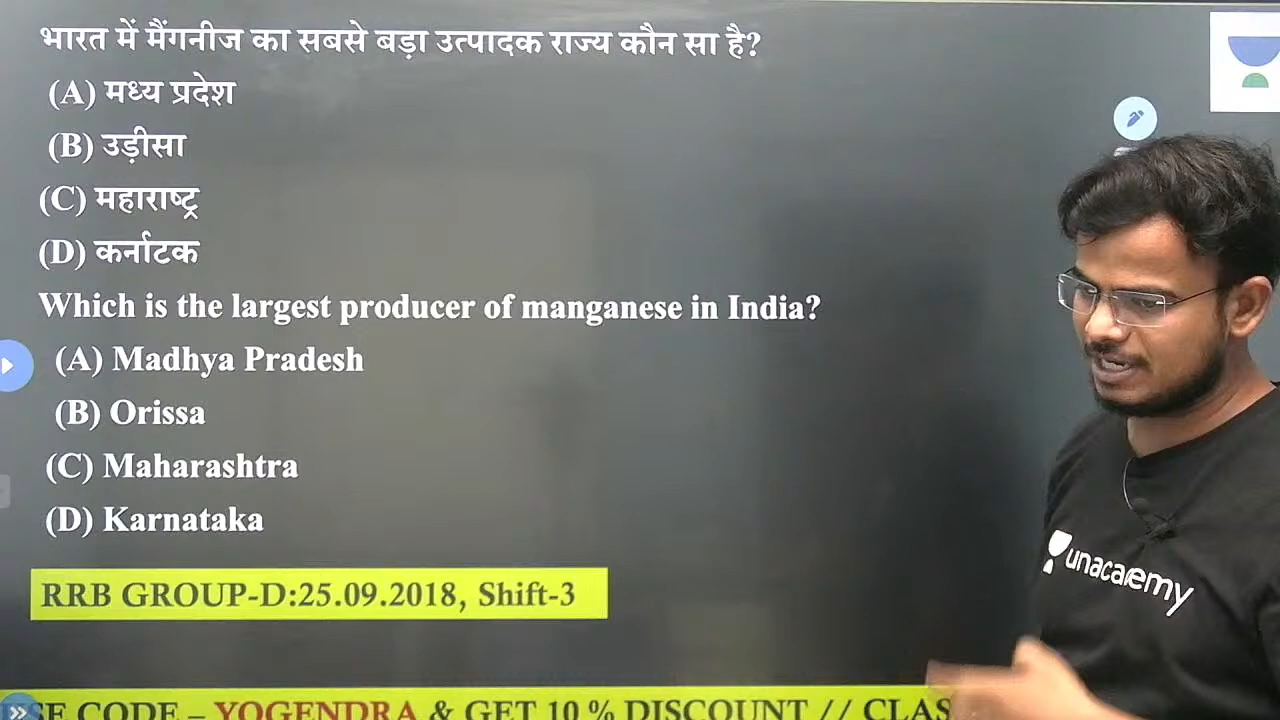 भारत में मैंगनीज का सबसे बड़ा उत्पादक राज्य कौन सा है?
(A) मध्य प्रदेश
(B) उड़ीसा
(C) महाराष्ट्र
(D) कर्नाटक
Which is the largest producer of manganese in India?
(A) Madhya Pradesh
(B) Orissa
(C) Maharashtra
(D) Karnataka
RRB GROUP-D:25.09.2018, Shift-3
unacademy
CODE – YOGENDRA & GET 10 % DISCOUNT //